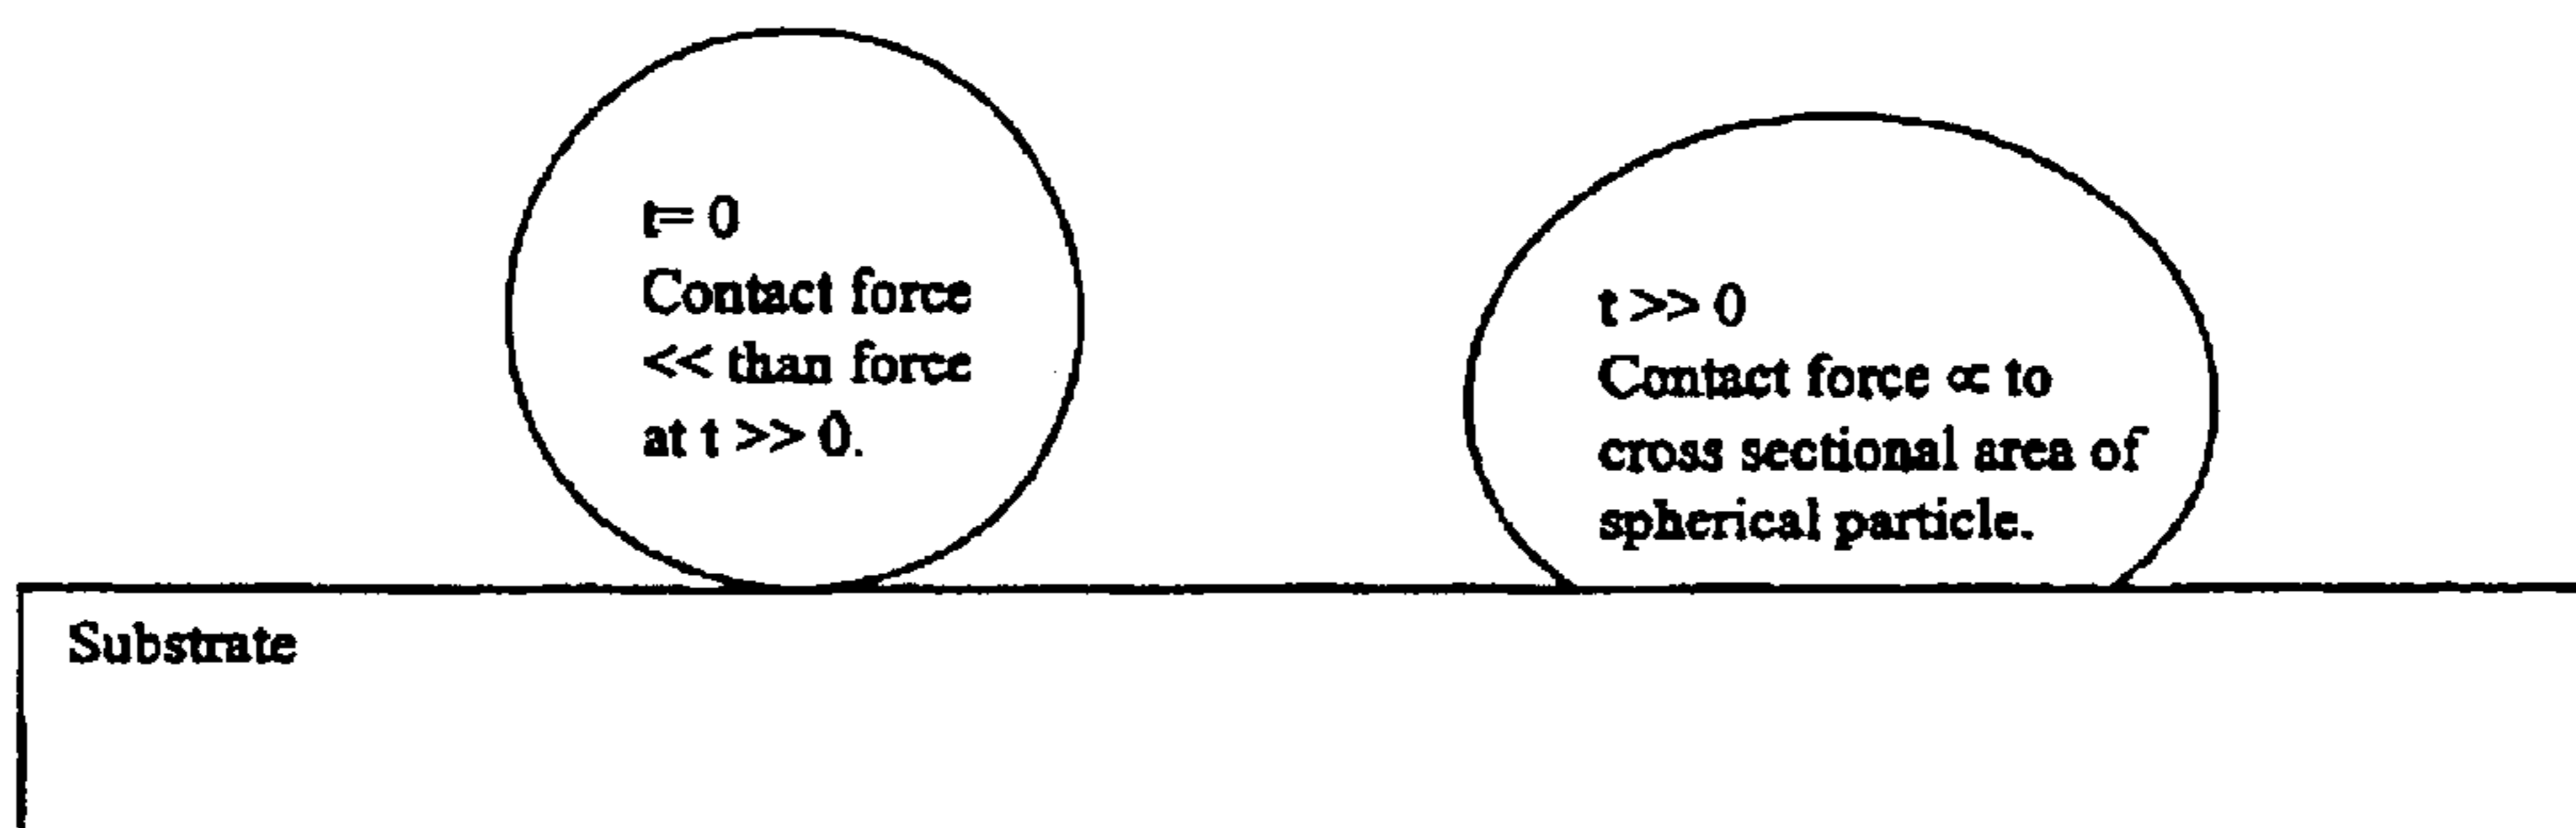 t= 0
Contact force
<< than force
at t >> 0.
t >> 0
Contact force ∝ to
cross sectional area of
spherical particle.
Substrate